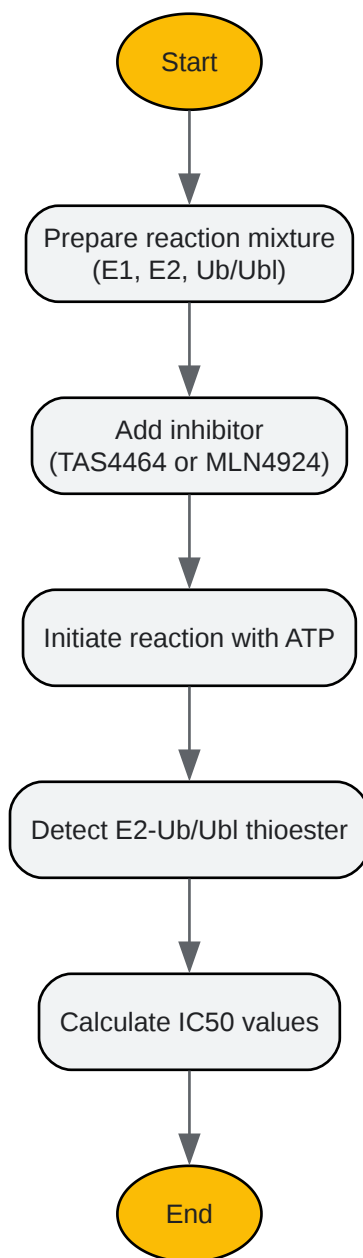 Start
Prepare reaction mixture
(E1, E2, Ub/Ubl)
Add inhibitor
(TAS4464 or MLN4924)
Initiate reaction with ATP
Detect E2-Ub/Ubl thioester
Calculate IC50 values
End